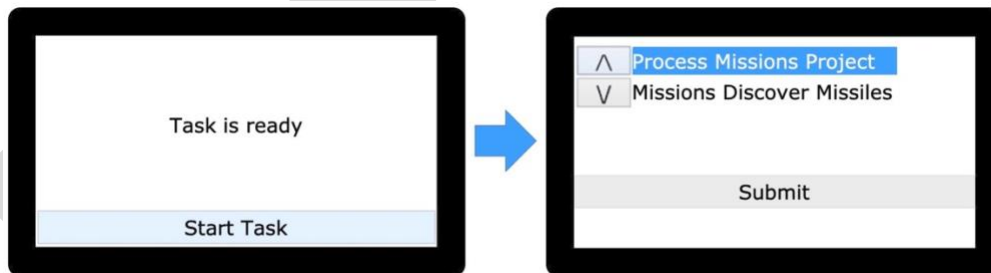 Task is ready
Start Task
Process Missions Project
Missions Discover Missiles
Submit